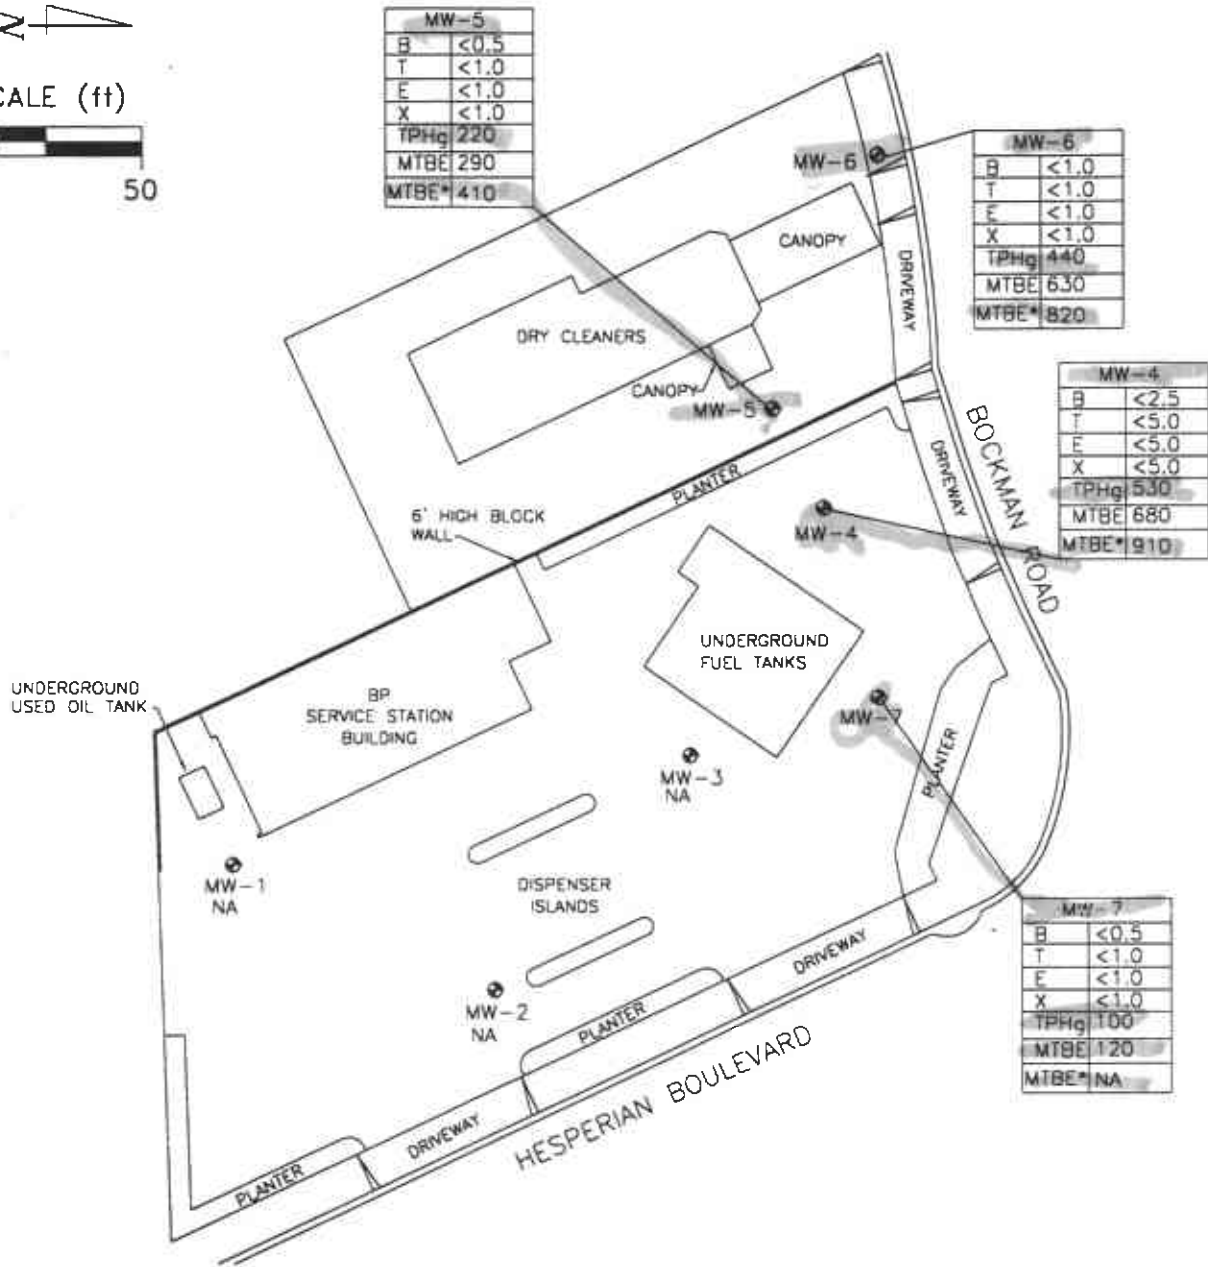 N
SCALE (ft)
50
MW-5
B <0.5
T <1.0
E <1.0
X <1.0
TPHg 220
MTBE 290
MTBE* 410
MW-6
MW-6
B <1.0
T <1.0
E <1.0
X <1.0
TPHg 440
MTBE 630
MTBE* 820
CANOPY
DRIVEWAY
DRY CLEANERS
CANOPY
MW-5
MW-4
B <2.5
T <5.0
E <5.0
X <5.0
TPHg 530
MTBE 680
MTBE* 910
BOCKMAN ROAD
DRIVEWAY
PLANTER
6' HIGH BLOCK
WALL
MW-4
UNDERGROUND
FUEL TANKS
UNDERGROUND
USED OIL TANK
BP
SERVICE STATION
BUILDING
MW-7
PLANTER
MW-3
NA
MW-1
NA
DISPENSER
ISLANDS
MW-7
B <0.5
T <1.0
E <1.0
X <1.0
TPHg 100
MTBE 120
MTBE* NA
DRIVEWAY
MW-2
NA
PLANTER
HESPERIAN BOULEVARD
DRIVEWAY
PLANTER